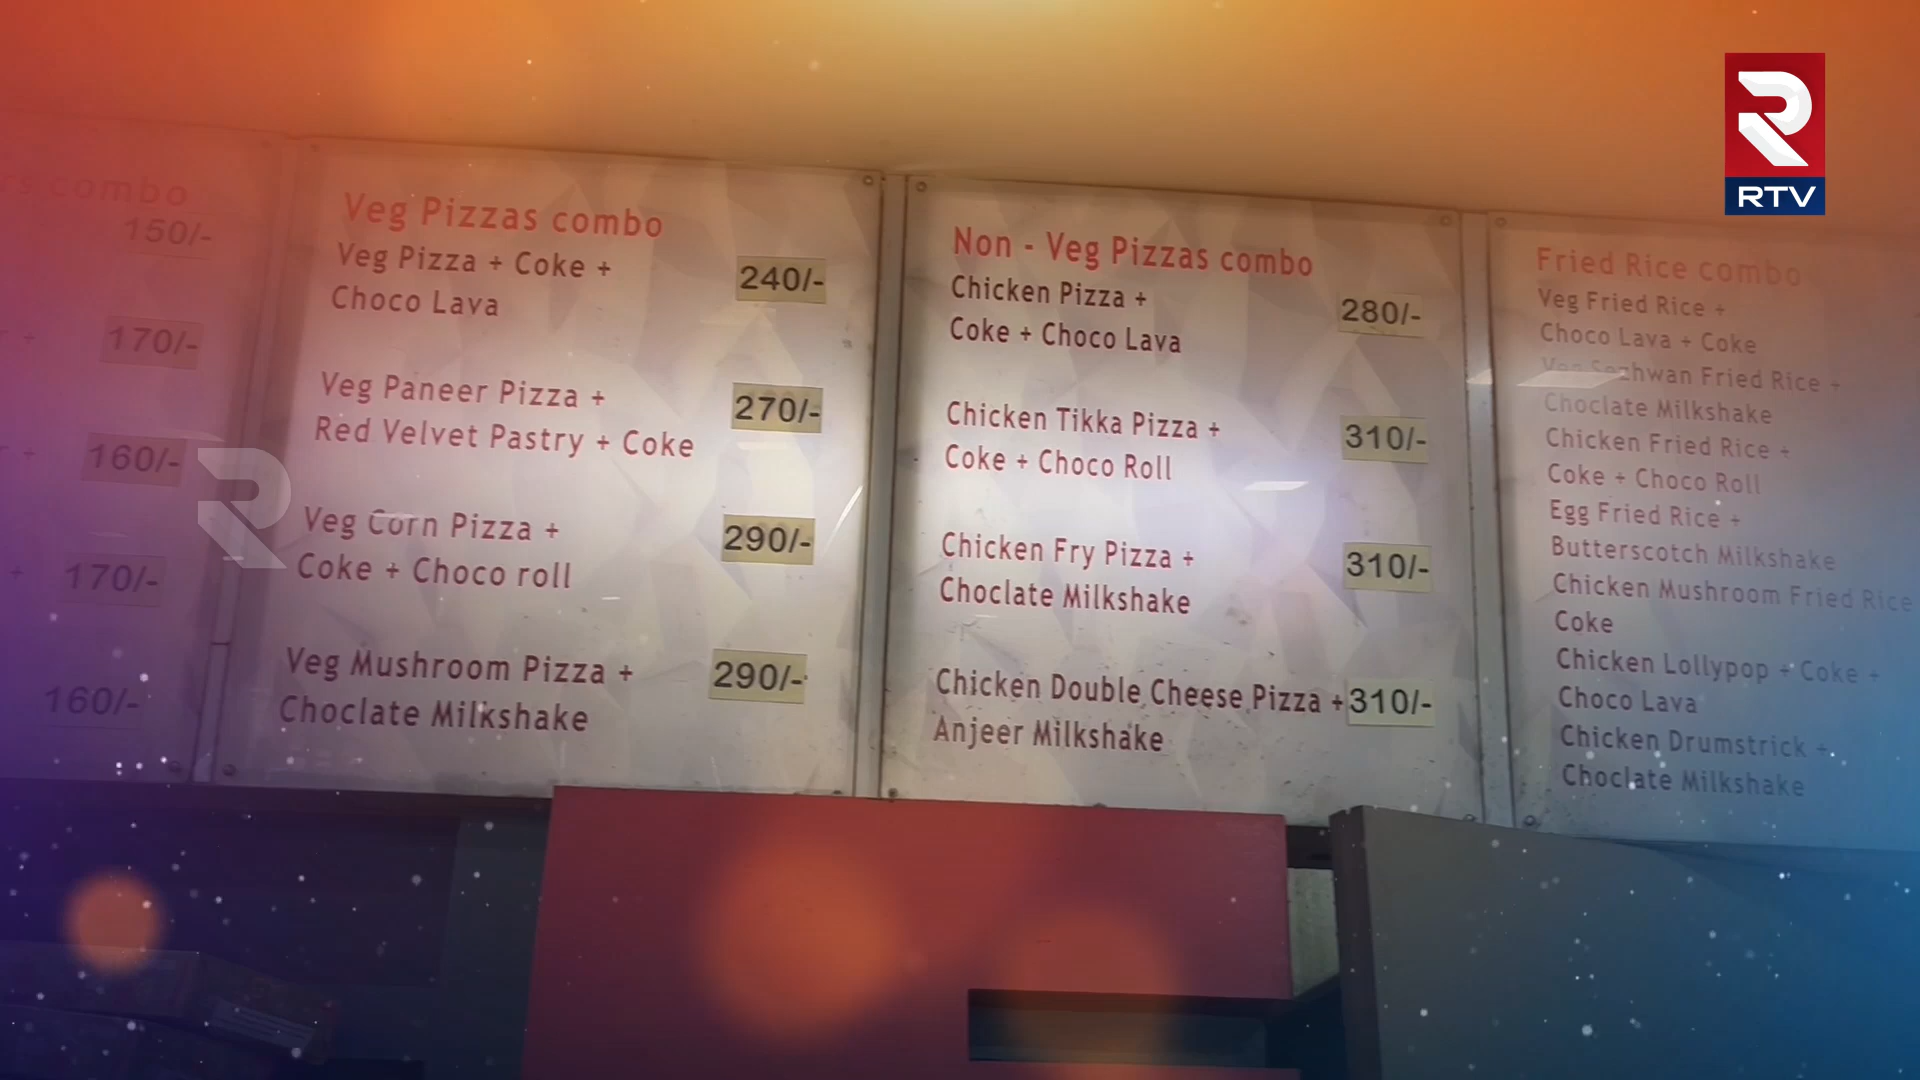 rs combo
150/-
170/-
160/-
170/-
160/-
Veg Pizzas combo
Veg Pizza + Coke + 240/-
Choco Lava
Veg Paneer Pizza + 270/-
Red Velvet Pastry + Coke
Veg Corn Pizza + 290/-
Coke + Choco roll
Veg Mushroom Pizza + 290/-
Choclate Milkshake
Non - Veg Pizzas combo
Chicken Pizza + 280/-
Coke + Choco Lava
Chicken Tikka Pizza + 310/-
Coke + Choco Roll
Chicken Fry Pizza + 310/-
Choclate Milkshake
Chicken Double Cheese Pizza + 310/-
Anjeer Milkshake
Fried Rice combo
Veg Fried Rice +
Choco Lava + Coke
Veg Sezhwan Fried Rice +
Choclate Milkshake
Chicken Fried Rice +
Coke + Choco Roll
Egg Fried Rice +
Butterscotch Milkshake
Chicken Mushroom Fried Rice
Coke
Chicken Lollypop + Coke +
Choco Lava
Chicken Drumstrick +
Choclate Milkshake
RTV